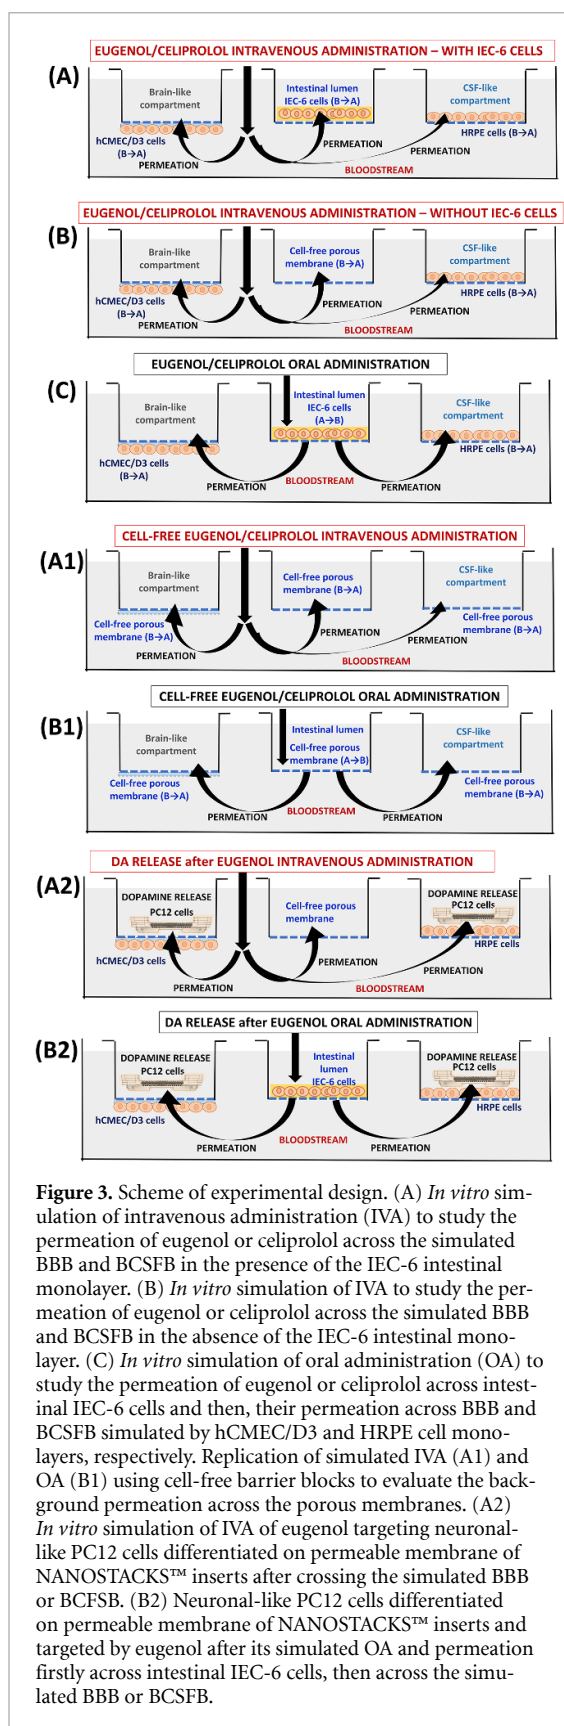 EUGENOL/CELIPROLOL INTRAVENOUS ADMINISTRATION – WITH IEC-6 CELLS
(A)
Brain-like
compartment
Intestinal lumen
IEC-6 cells (B→A)
CSF-like
compartment
hCMEC/D3 cells
(B→A)
PERMEATION
PERMEATION
PERMEATION
HRPE cells (B→A)
BLOODSTREAM
EUGENOL/CELIPROLOL INTRAVENOUS ADMINISTRATION – WITHOUT IEC-6 CELLS
(B)
Brain-like
compartment
Cell-free porous
membrane (B→A)
CSF-like
compartment
hCMEC/D3 cells
(B→A)
PERMEATION
PERMEATION
PERMEATION
HRPE cells (B→A)
BLOODSTREAM
EUGENOL/CELIPROLOL ORAL ADMINISTRATION
(C)
Brain-like
compartment
Intestinal lumen
IEC-6 cells
(A→B)
CSF-like
compartment
hCMEC/D3 cells
(B→A)
HRPE cells (B→A)
PERMEATION
BLOODSTREAM
PERMEATION
CELL-FREE EUGENOL/CELIPROLOL INTRAVENOUS ADMINISTRATION
(A1)
Brain-like
compartment
Cell-free porous
membrane (B→A)
CSF-like
compartment
Cell-free porous
membrane (B→A)
Cell-free porous
membrane (B→A)
PERMEATION
PERMEATION
PERMEATION
BLOODSTREAM
CELL-FREE EUGENOL/CELIPROLOL ORAL ADMINISTRATION
(B1)
Brain-like
compartment
Intestinal lumen
Cell-free porous
membrane (A→B)
CSF-like
compartment
Cell-free porous
membrane (B→A)
Cell-free porous
membrane (B→A)
PERMEATION
BLOODSTREAM
PERMEATION
DA RELEASE after EUGENOL INTRAVENOUS ADMINISTRATION
(A2)
DOPAMINE RELEASE
PC12 cells
Cell-free porous
membrane
DOPAMINE RELEASE
PC12 cells
hCMEC/D3 cells
HRPE cells
PERMEATION
PERMEATION
PERMEATION
BLOODSTREAM
DA RELEASE after EUGENOL ORAL ADMINISTRATION
(B2)
DOPAMINE RELEASE
PC12 cells
Intestinal
lumen
IEC-6 cells
DOPAMINE RELEASE
PC12 cells
hCMEC/D3 cells
HRPE cells
PERMEATION
BLOODSTREAM
PERMEATION
Figure 3. Scheme of experimental design. (A) In vitro sim-
ulation of intravenous administration (IVA) to study the
permeation of eugenol or celiprolol across the simulated
BBB and BCSFB in the presence of the IEC-6 intestinal
monolayer. (B) In vitro simulation of IVA to study the per-
meation of eugenol or celiprolol across the simulated BBB
and BCSFB in the absence of the IEC-6 intestinal mono-
layer. (C) In vitro simulation of oral administration (OA) to
study the permeation of eugenol or celiprolol across intest-
inal IEC-6 cells and then, their permeation across BBB and
BCSFB simulated by hCMEC/D3 and HRPE cell mono-
layers, respectively. Replication of simulated IVA (A1) and
OA (B1) using cell-free barrier blocks to evaluate the back-
ground permeation across the porous membranes. (A2)
In vitro simulation of IVA of eugenol targeting neuronal-
like PC12 cells differentiated on permeable membrane of
NANOSTACKS™ inserts after crossing the simulated BBB
or BCFSB. (B2) Neuronal-like PC12 cells differentiated
on permeable membrane of NANOSTACKS™ inserts and
targeted by eugenol after its simulated OA and permeation
firstly across intestinal IEC-6 cells, then across the simu-
lated BBB or BCSFB.